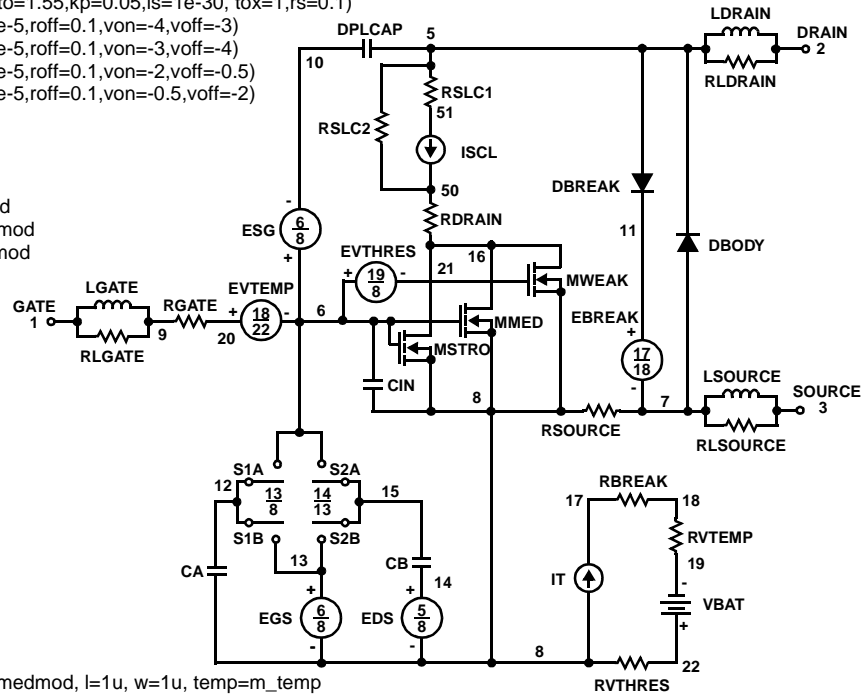 to=1.55,kp=0.05,is=1e-30, tox=1,rs=0.1)
e-5,roff=0.1,von=-4,voff=-3)
e-5,roff=0.1,von=-3,voff=-4)
e-5,roff=0.1,von=-2,voff=-0.5)
e-5,roff=0.1,von=-0.5,voff=-2)
d
mod
mod
LDRAIN
DPLCAP
5
DRAIN
2
10
RLDRAIN
RSLC1
51
RSLC2
ISCL
DBREAK
50
-
RDRAIN
ESG
6
8
11
DBODY
+
EVTHRES
16
+
19
8
-
21
MWEAK
LGATE
EVTEMP
GATE
1
RGATE
+
18
22
-
6
MMED
EBREAK
+
9
20
MSTRO
17
18
RLGATE
-
LSOURCE
CIN
8
7
SOURCE
3
RSOURCE
RLSOURCE
S1A
S2A
12
13
8
14
13
15
RBREAK
17
18
S1B
S2B
RVTEMP
13
CB
19
CA
14
IT
-
+
+
VBAT
EGS
6
8
EDS
5
8
+
-
-
8
22
RVTHRES
medmod, l=1u, w=1u, temp=m_temp